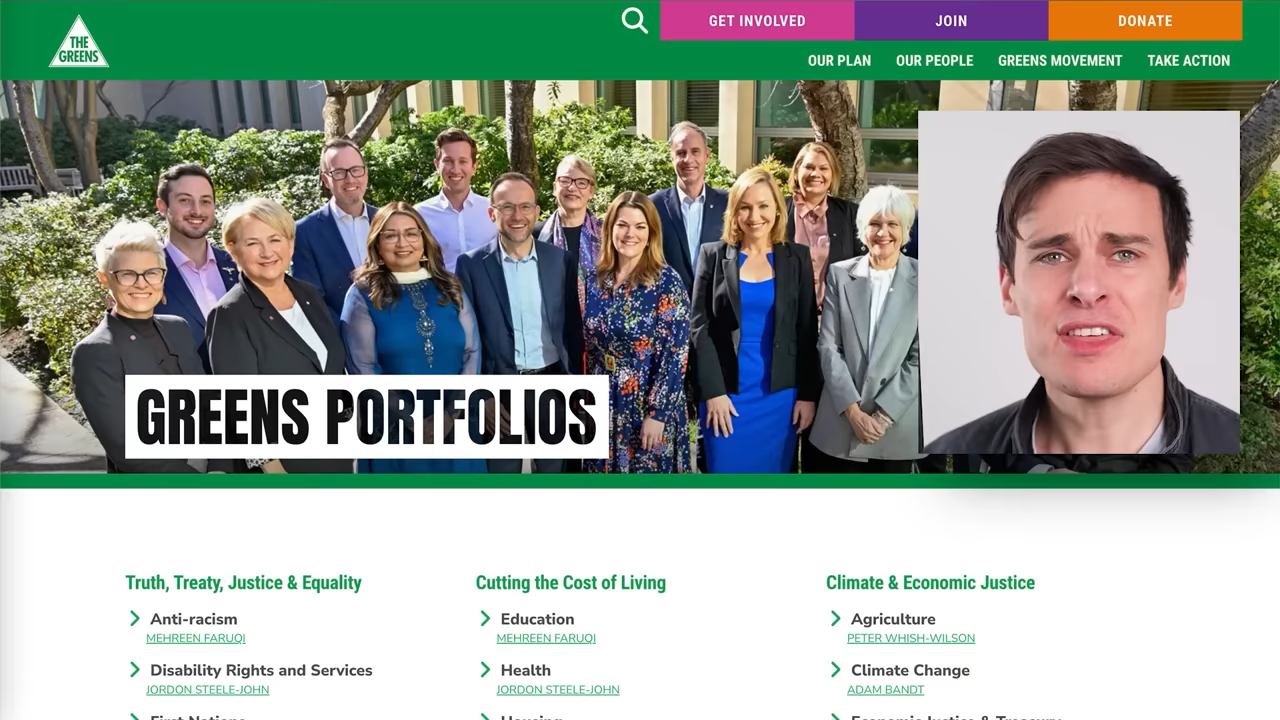 THE
GREENS
GET INVOLVED
JOIN
DONATE
OUR PLAN
OUR PEOPLE
GREENS MOVEMENT
TAKE ACTION
GREENS PORTFOLIOS
Truth, Treaty, Justice & Equality
Anti-racism
MEHREEN FARUQI
Disability Rights and Services
JORDON STEELE-JOHN
First Nations
Cutting the Cost of Living
Education
MEHREEN FARUQI
Health
JORDON STEELE-JOHN
Housing
Climate & Economic Justice
Agriculture
PETER WHISH-WILSON
Climate Change
ADAM BANDT
Economic Justice & Treasury